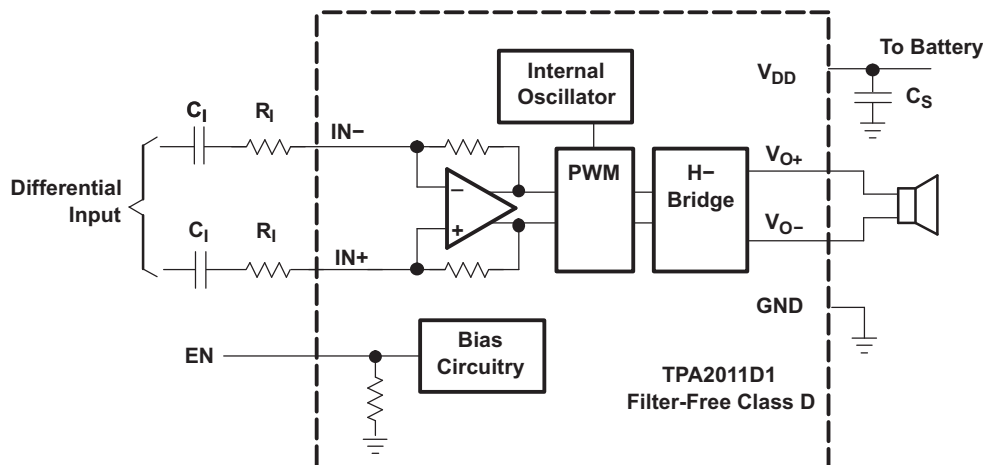 To Battery
Internal
Oscillator
VDD
CS
CI
RI
IN−
Differential
Input
PWM
H−
Bridge
VO+
VO−
−
+
CI
RI
IN+
GND
EN
Bias
Circuitry
TPA2011D1
Filter-Free Class D